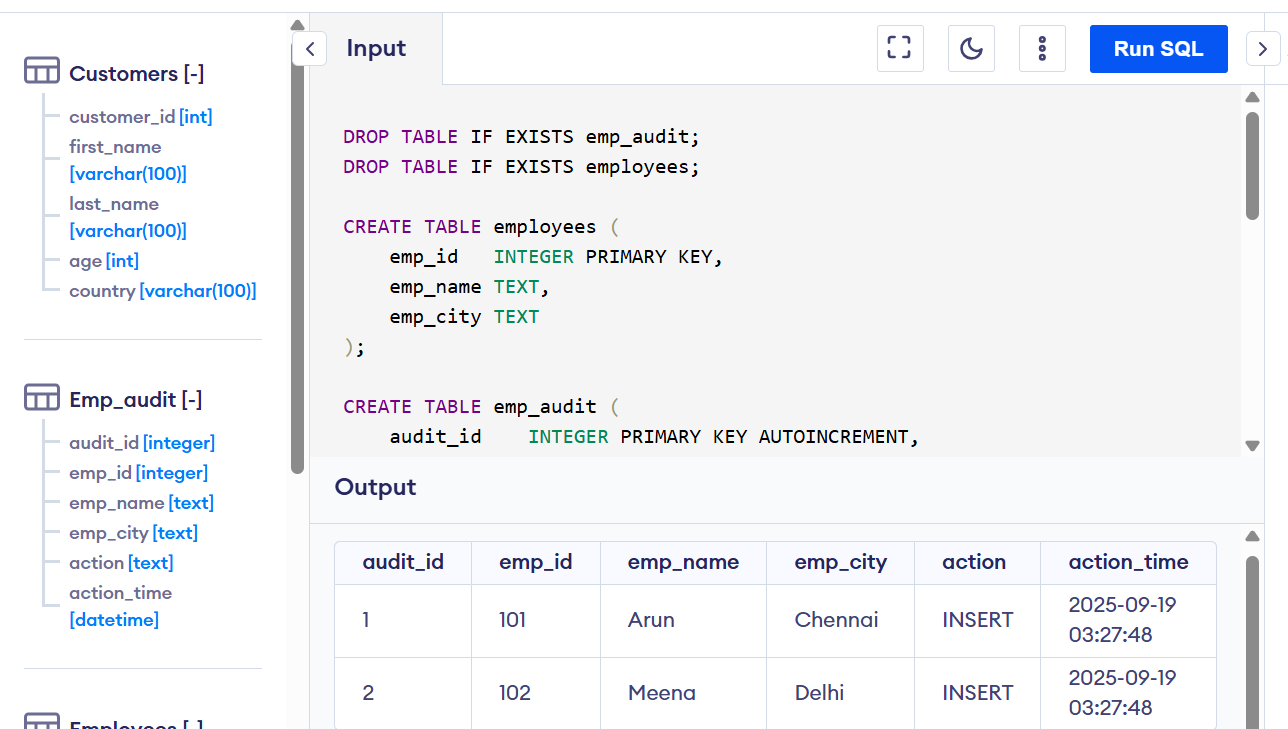 Customers [-]
customer_id [int]
first_name
[varchar(100)]
last_name
[varchar(100)]
age [int]
country [varchar(100)]
Emp_audit [-]
audit_id [integer]
emp_id [integer]
emp_name [text]
emp_city [text]
action [text]
action_time
[datetime]
Employees [-]
Input
Run SQL
DROP TABLE IF EXISTS emp_audit;
DROP TABLE IF EXISTS employees;
CREATE TABLE employees (
    emp_id   INTEGER PRIMARY KEY,
    emp_name TEXT,
    emp_city TEXT
);
CREATE TABLE emp_audit (
    audit_id    INTEGER PRIMARY KEY AUTOINCREMENT,
Output
audit_id emp_id emp_name emp_city action action_time
1 101 Arun Chennai INSERT 2025-09-19
03:27:48
2 102 Meena Delhi INSERT 2025-09-19
03:27:48